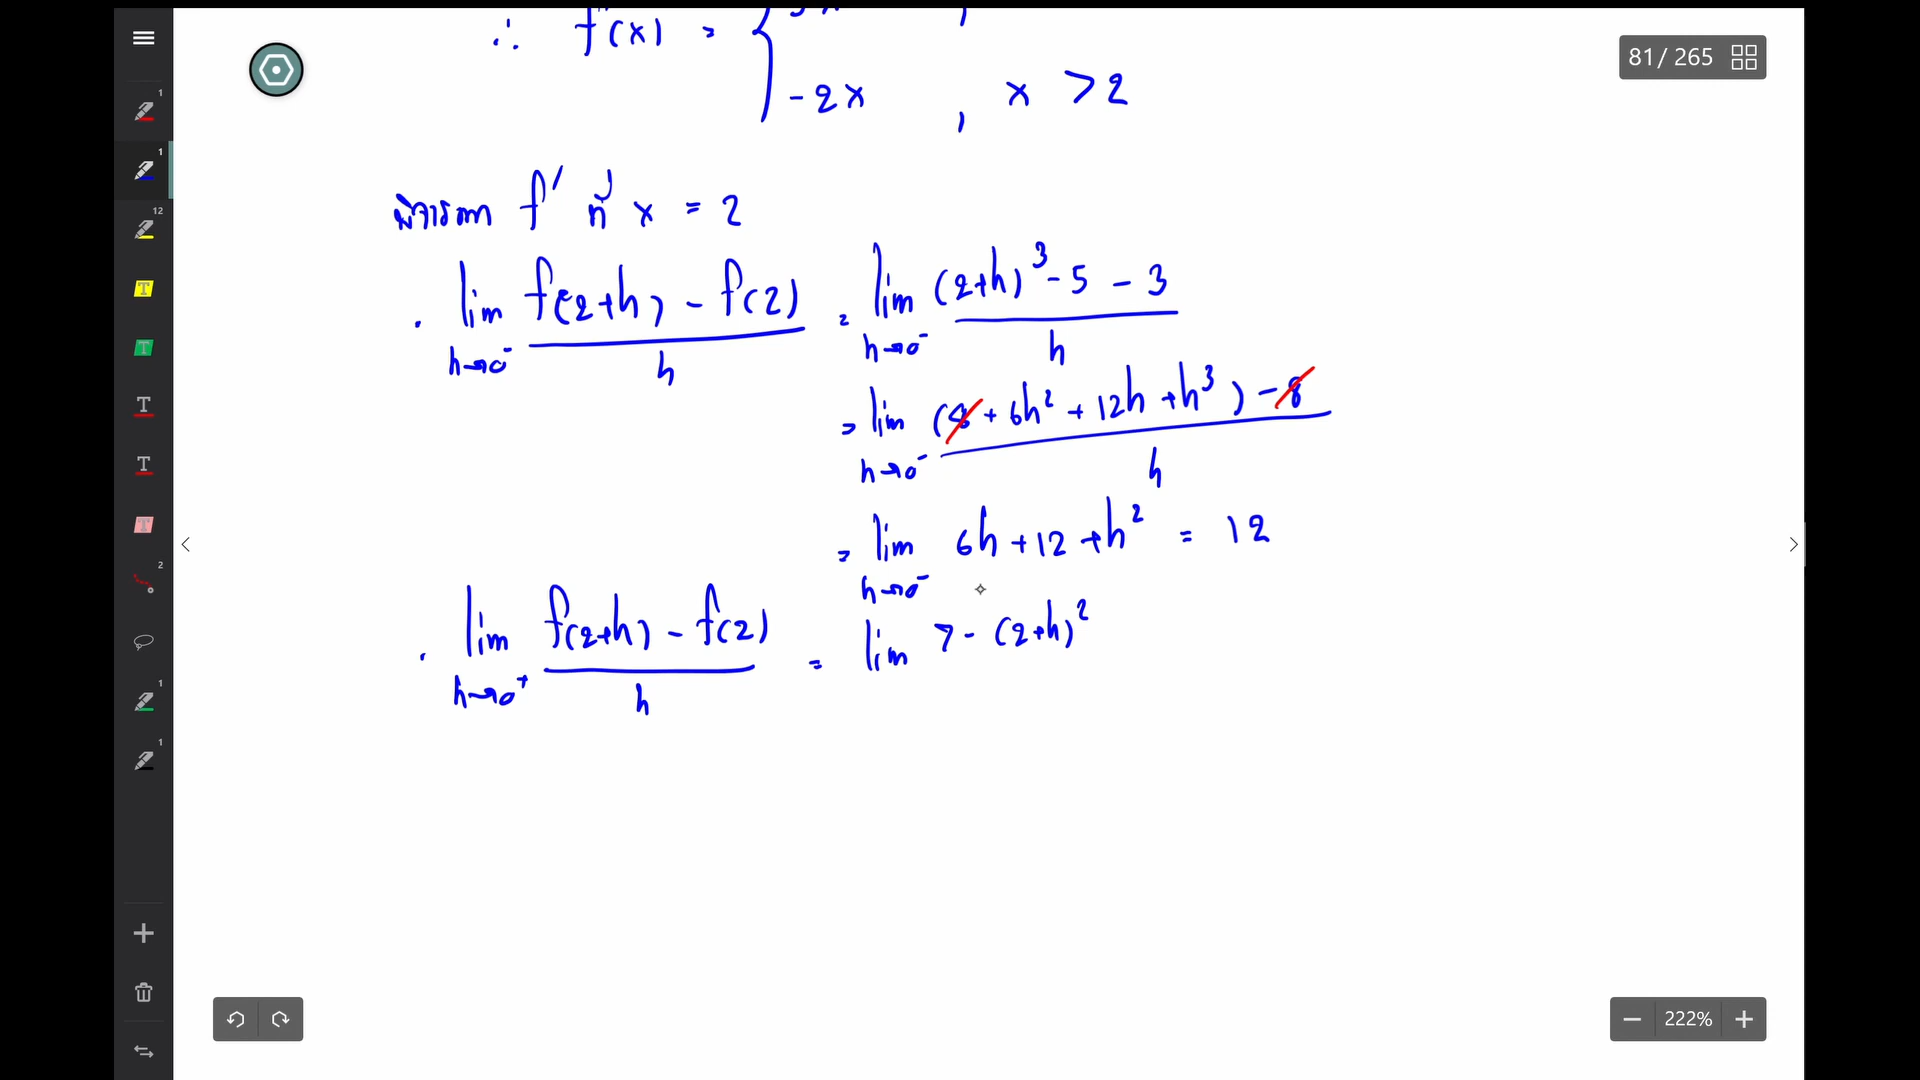 81 / 265
∴ f'(x) = {
-2x , x > 2
พิจารณา f' ที่ x = 2
. lim h→0⁻ (f(2+h) - f(2))/h = lim h→0⁻ ((2+h)³ - 5 - 3)/h
= lim h→0⁻ ((8 + 6h² + 12h + h³) - 8)/h
= lim h→0⁻ 6h + 12 + h² = 12
. lim h→0⁺ (f(2+h) - f(2))/h = lim 7 - (2+h)²
222%